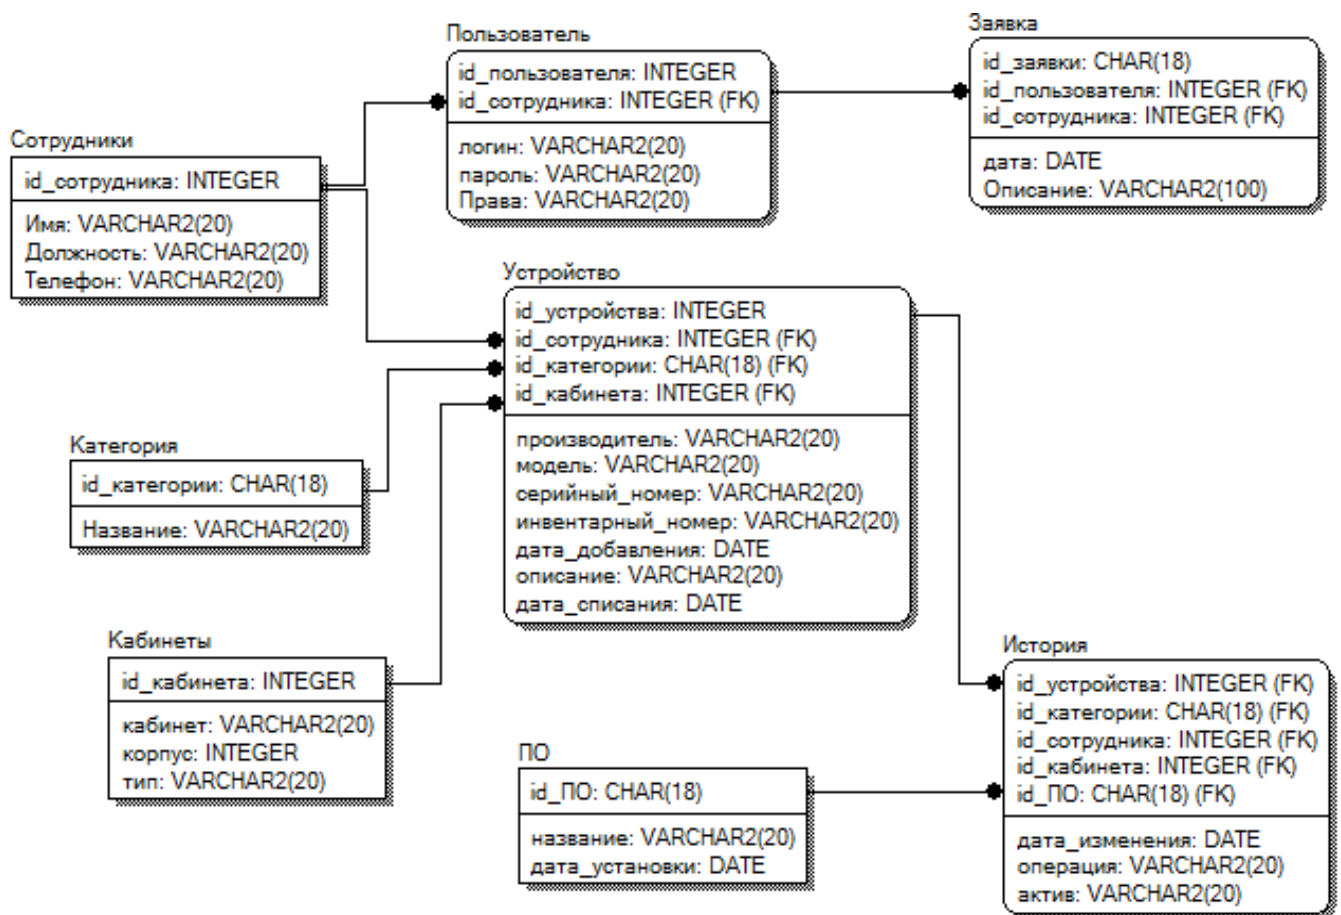 Пользователь
id_пользователя: INTEGER
id_сотрудника: INTEGER (FK)
логин: VARCHAR2(20)
пароль: VARCHAR2(20)
Права: VARCHAR2(20)
Заявка
id_заявки: CHAR(18)
id_пользователя: INTEGER (FK)
id_сотрудника: INTEGER (FK)
дата: DATE
Описание: VARCHAR2(100)
Сотрудники
id_сотрудника: INTEGER
Имя: VARCHAR2(20)
Должность: VARCHAR2(20)
Телефон: VARCHAR2(20)
Устройство
id_устройства: INTEGER
id_сотрудника: INTEGER (FK)
id_категории: CHAR(18) (FK)
id_кабинета: INTEGER (FK)
производитель: VARCHAR2(20)
модель: VARCHAR2(20)
серийный_номер: VARCHAR2(20)
инвентарный_номер: VARCHAR2(20)
дата_добавления: DATE
описание: VARCHAR2(20)
дата_списания: DATE
Категория
id_категории: CHAR(18)
Название: VARCHAR2(20)
Кабинеты
id_кабинета: INTEGER
кабинет: VARCHAR2(20)
корпус: INTEGER
тип: VARCHAR2(20)
ПО
id_ПО: CHAR(18)
название: VARCHAR2(20)
дата_установки: DATE
История
id_устройства: INTEGER (FK)
id_категории: CHAR(18) (FK)
id_сотрудника: INTEGER (FK)
id_кабинета: INTEGER (FK)
id_ПО: CHAR(18) (FK)
дата_изменения: DATE
операция: VARCHAR2(20)
актив: VARCHAR2(20)